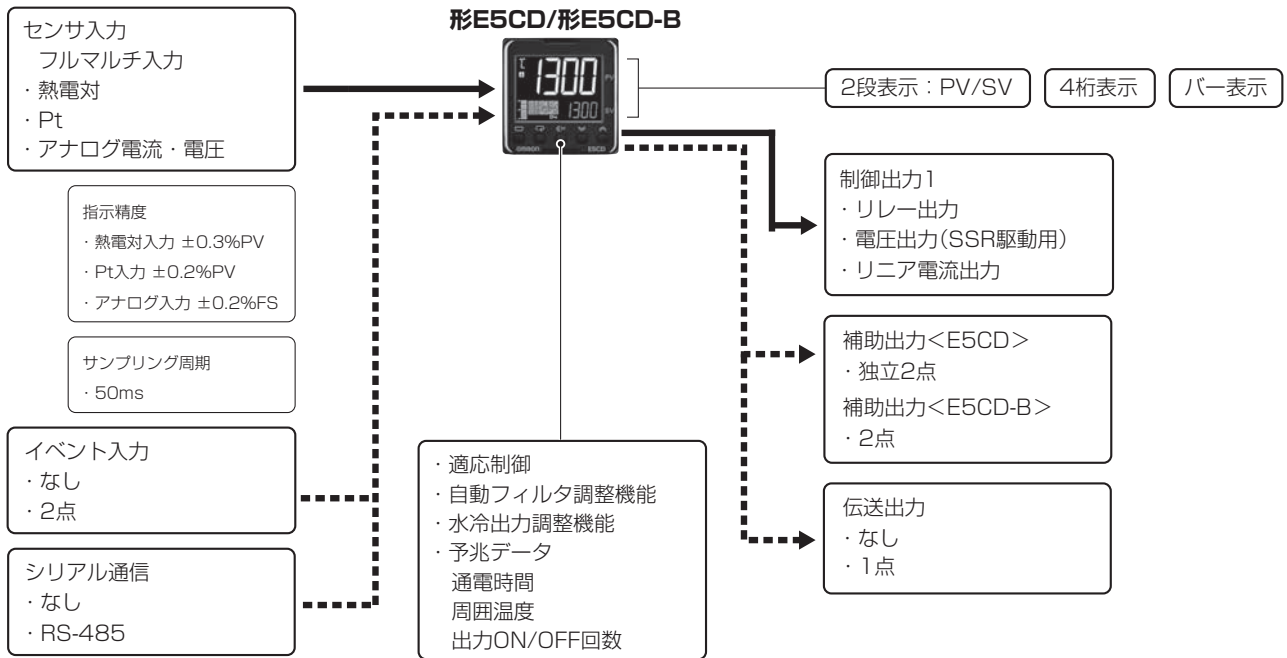 形E5CD/形E5CD-B
センサ入力
フルマルチ入力
・熱電対
・Pt
・アナログ電流・電圧
指示精度
・熱電対入力 ±0.3%PV
・Pt入力 ±0.2%PV
・アナログ入力 ±0.2%FS
サンプリング周期
・50ms
イベント入力
・なし
・2点
シリアル通信
・なし
・RS-485
1300
PV
1300
SV
omron
E5CD
・適応制御
・自動フィルタ調整機能
・水冷出力調整機能
・予兆データ
通電時間
周囲温度
出力ON/OFF回数
2段表示：PV/SV
4桁表示
バー表示
制御出力1
・リレー出力
・電圧出力(SSR駆動用)
・リニア電流出力
補助出力<E5CD>
・独立2点
補助出力<E5CD-B>
・2点
伝送出力
・なし
・1点